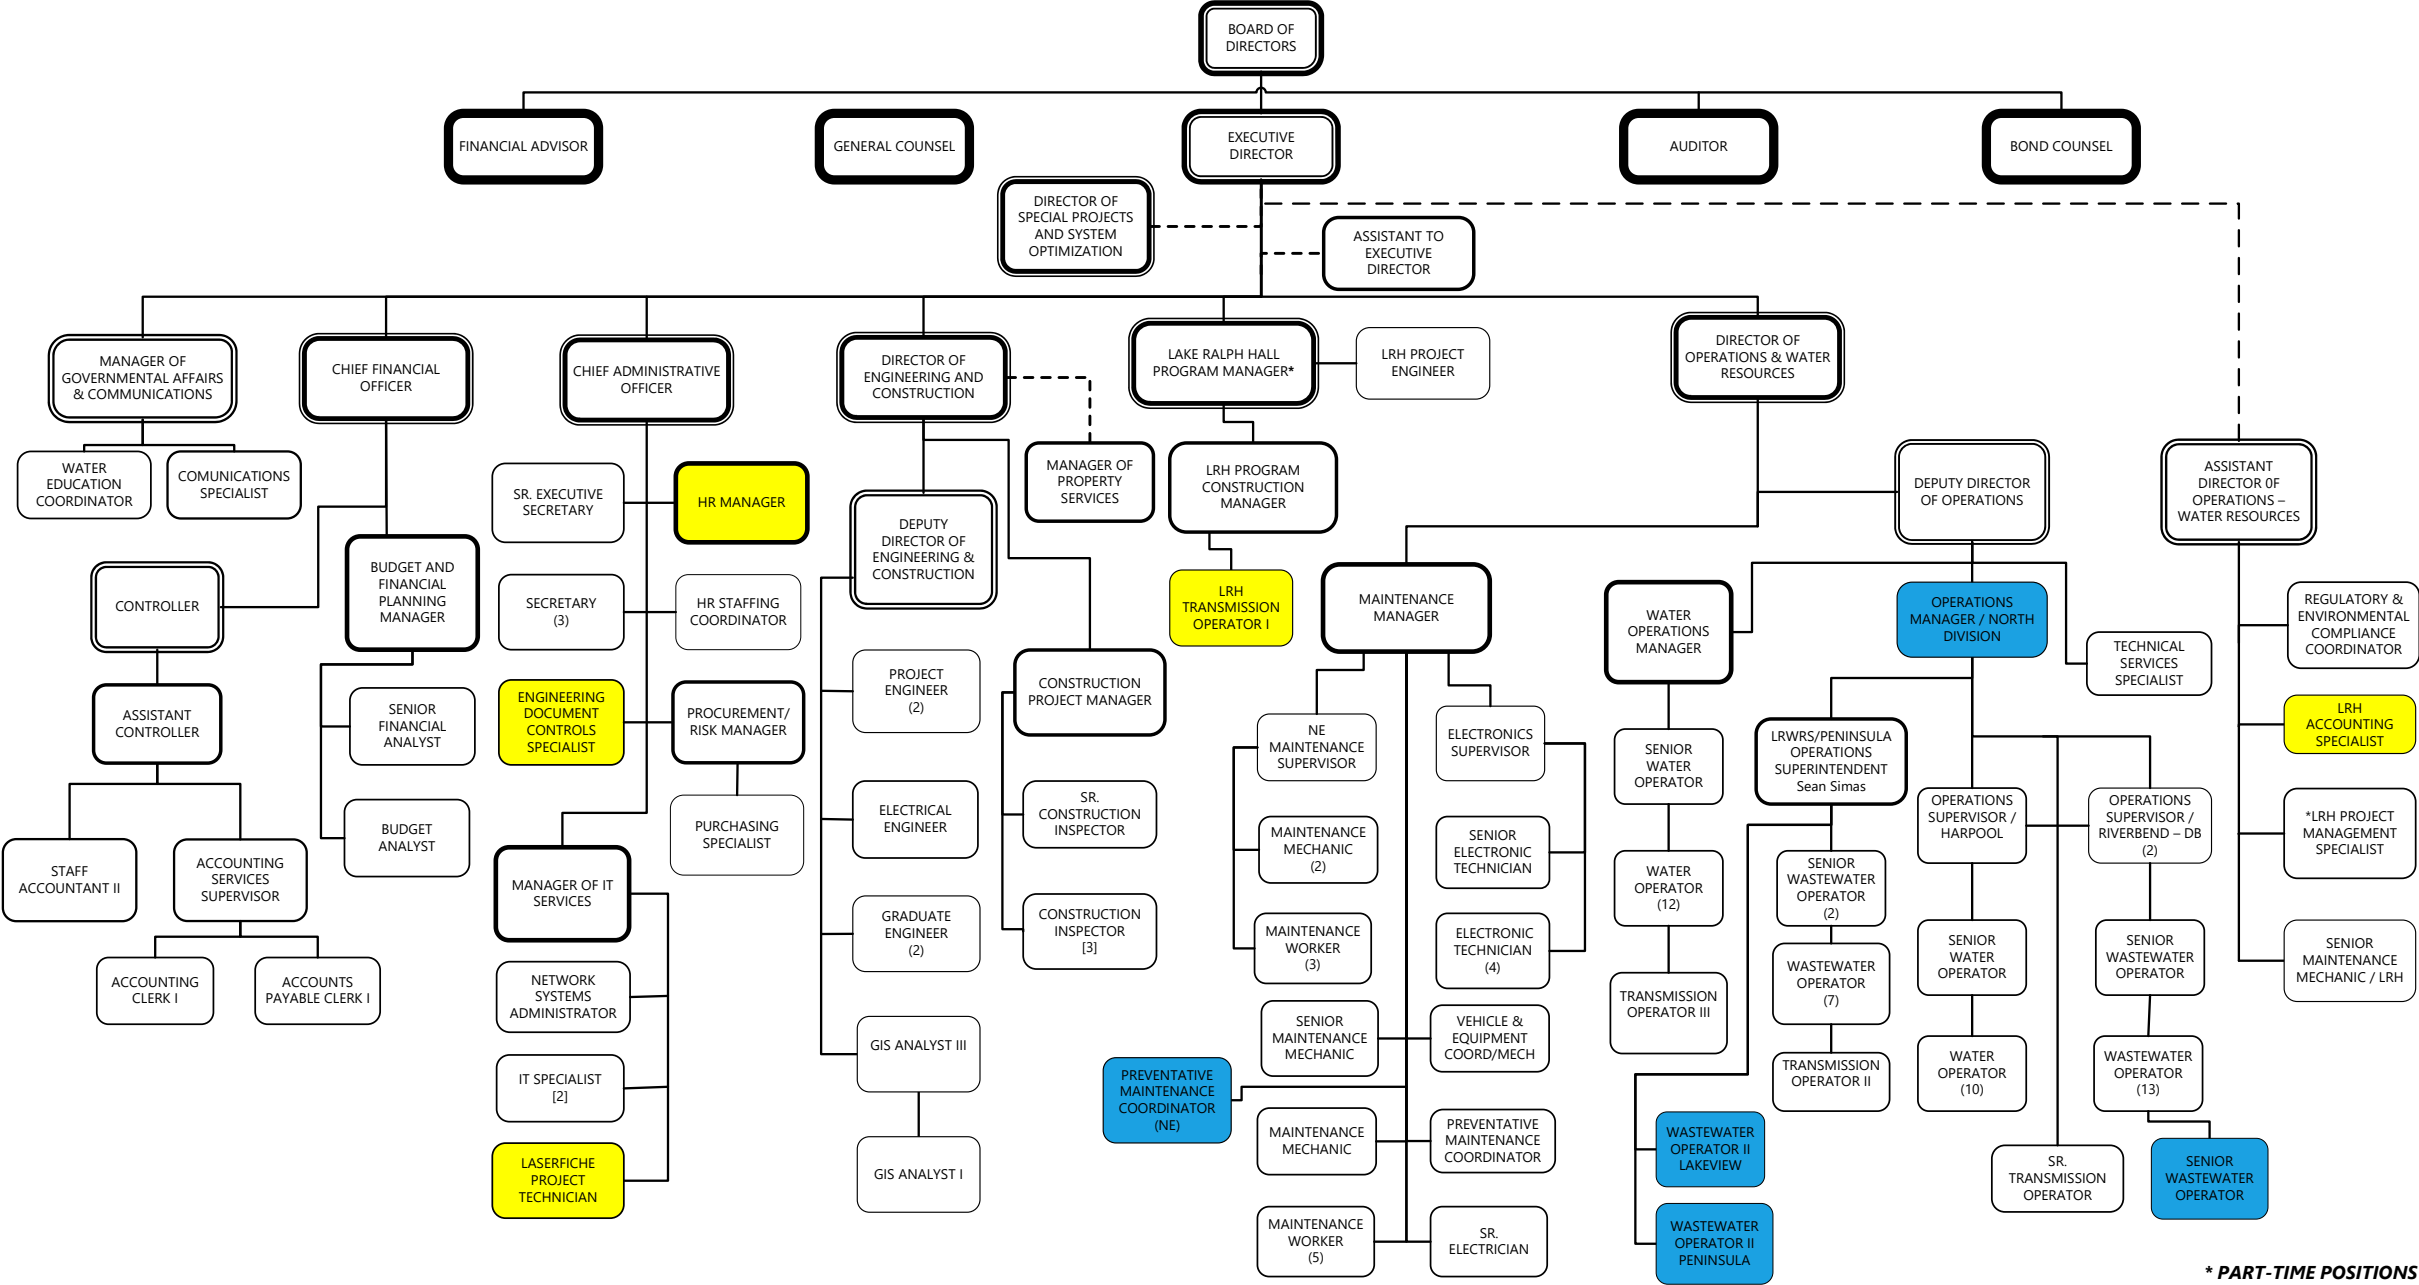 BOARD OF
DIRECTORS
FINANCIAL ADVISOR
GENERAL COUNSEL
EXECUTIVE
DIRECTOR
AUDITOR
BOND COUNSEL
DIRECTOR OF
SPECIAL PROJECTS
AND SYSTEM
OPTIMIZATION
ASSISTANT TO
EXECUTIVE
DIRECTOR
MANAGER OF
GOVERNMENTAL AFFAIRS
& COMMUNICATIONS
CHIEF FINANCIAL
OFFICER
CHIEF ADMINISTRATIVE
OFFICER
DIRECTOR OF
ENGINEERING AND
CONSTRUCTION
LAKE RALPH HALL
PROGRAM MANAGER*
LRH PROJECT
ENGINEER
DIRECTOR OF
OPERATIONS & WATER
RESOURCES
WATER
EDUCATION
COORDINATOR
COMUNICATIONS
SPECIALIST
SR. EXECUTIVE
SECRETARY
HR MANAGER
MANAGER OF
PROPERTY
SERVICES
LRH PROGRAM
CONSTRUCTION
MANAGER
DEPUTY DIRECTOR
OF OPERATIONS
ASSISTANT
DIRECTOR 0F
OPERATIONS –
WATER RESOURCES
CONTROLLER
BUDGET AND
FINANCIAL
PLANNING
MANAGER
SECRETARY
(3)
HR STAFFING
COORDINATOR
DEPUTY
DIRECTOR OF
ENGINEERING &
CONSTRUCTION
LRH
TRANSMISSION
OPERATOR I
MAINTENANCE
MANAGER
WATER
OPERATIONS
MANAGER
OPERATIONS
MANAGER / NORTH
DIVISION
TECHNICAL
SERVICES
SPECIALIST
REGULATORY &
ENVIRONMENTAL
COMPLIANCE
COORDINATOR
ASSISTANT
CONTROLLER
SENIOR
FINANCIAL
ANALYST
ENGINEERING
DOCUMENT
CONTROLS
SPECIALIST
PROCUREMENT/
RISK MANAGER
PROJECT
ENGINEER
(2)
CONSTRUCTION
PROJECT MANAGER
NE
MAINTENANCE
SUPERVISOR
ELECTRONICS
SUPERVISOR
SENIOR
WATER
OPERATOR
LRWRS/PENINSULA
OPERATIONS
SUPERINTENDENT
Sean Simas
LRH
ACCOUNTING
SPECIALIST
BUDGET
ANALYST
PURCHASING
SPECIALIST
ELECTRICAL
ENGINEER
SR.
CONSTRUCTION
INSPECTOR
MAINTENANCE
MECHANIC
(2)
SENIOR
ELECTRONIC
TECHNICIAN
WATER
OPERATOR
(12)
SENIOR
WASTEWATER
OPERATOR
(2)
OPERATIONS
SUPERVISOR /
HARPOOL
OPERATIONS
SUPERVISOR /
RIVERBEND – DB
(2)
*LRH PROJECT
MANAGEMENT
SPECIALIST
STAFF
ACCOUNTANT II
ACCOUNTING
SERVICES
SUPERVISOR
MANAGER OF IT
SERVICES
GRADUATE
ENGINEER
(2)
CONSTRUCTION
INSPECTOR
[3]
MAINTENANCE
WORKER
(3)
ELECTRONIC
TECHNICIAN
(4)
TRANSMISSION
OPERATOR III
WASTEWATER
OPERATOR
(7)
SENIOR
WATER
OPERATOR
SENIOR
WASTEWATER
OPERATOR
SENIOR
MAINTENANCE
MECHANIC / LRH
ACCOUNTING
CLERK I
ACCOUNTS
PAYABLE CLERK I
NETWORK
SYSTEMS
ADMINISTRATOR
GIS ANALYST III
SENIOR
MAINTENANCE
MECHANIC
VEHICLE &
EQUIPMENT
COORD/MECH
TRANSMISSION
OPERATOR II
WATER
OPERATOR
(10)
WASTEWATER
OPERATOR
(13)
IT SPECIALIST
[2]
PREVENTATIVE
MAINTENANCE
COORDINATOR
(NE)
MAINTENANCE
MECHANIC
PREVENTATIVE
MAINTENANCE
COORDINATOR
WASTEWATER
OPERATOR II
LAKEVIEW
LASERFICHE
PROJECT
TECHNICIAN
GIS ANALYST I
SR.
TRANSMISSION
OPERATOR
SENIOR
WASTEWATER
OPERATOR
MAINTENANCE
WORKER
(5)
SR.
ELECTRICIAN
WASTEWATER
OPERATOR II
PENINSULA
* PART-TIME POSITIONS